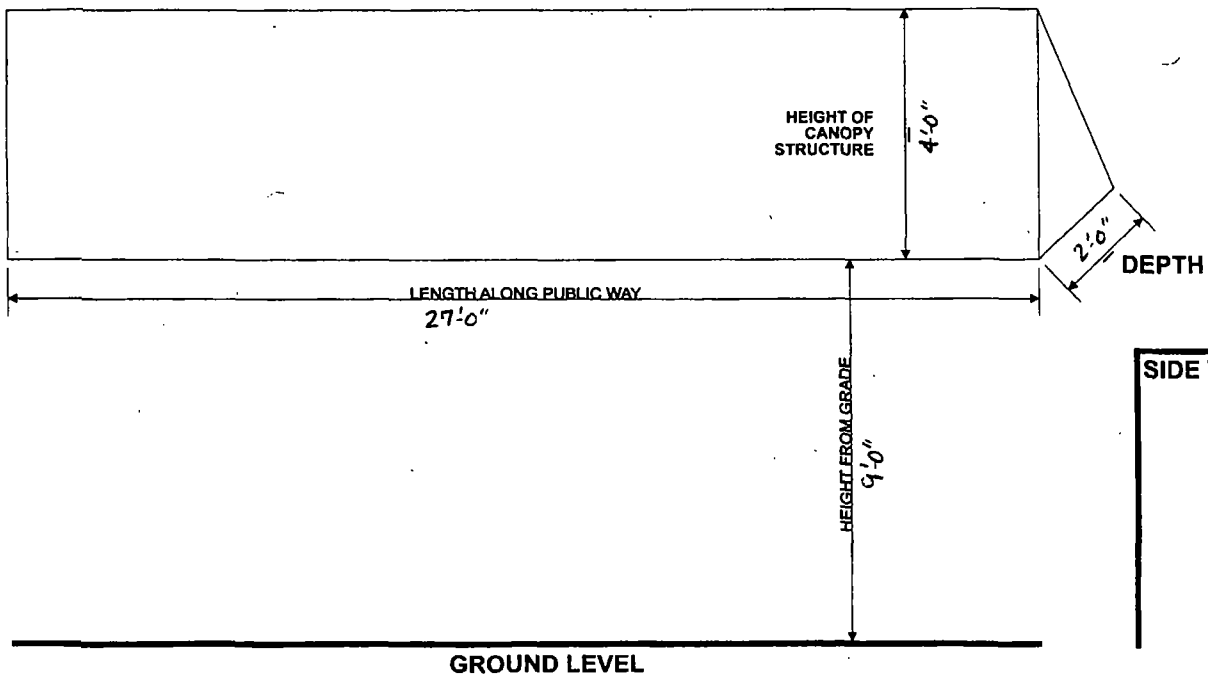 HEIGHT OF
CANOPY
STRUCTURE
4'-0"
2'-0"
DEPTH
LENGTH ALONG PUBLIC WAY
27'-0"
SIDE
HEIGHT FROM GRADE
9'-0"
GROUND LEVEL